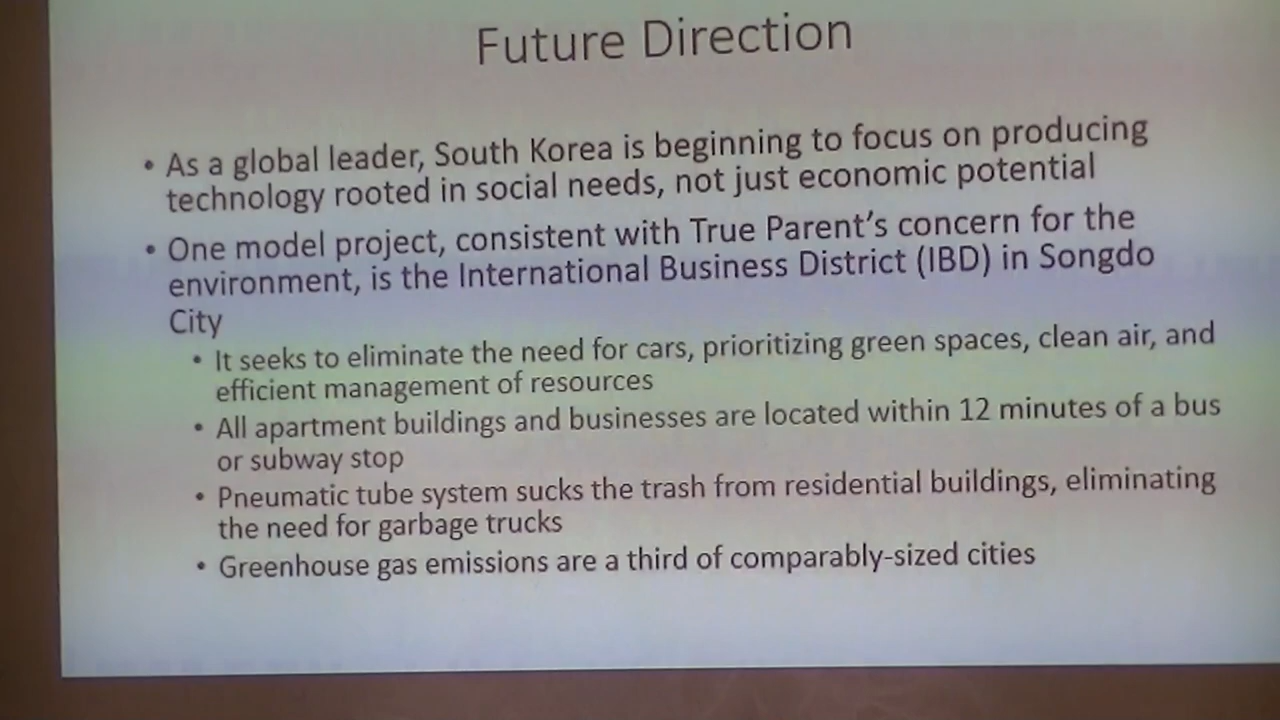 Future Direction
• As a global leader, South Korea is beginning to focus on producing
technology rooted in social needs, not just economic potential
• One model project, consistent with True Parent’s concern for the
environment, is the International Business District (IBD) in Songdo
City
• It seeks to eliminate the need for cars, prioritizing green spaces, clean air, and
efficient management of resources
• All apartment buildings and businesses are located within 12 minutes of a bus
or subway stop
• Pneumatic tube system sucks the trash from residential buildings, eliminating
the need for garbage trucks
• Greenhouse gas emissions are a third of comparably-sized cities